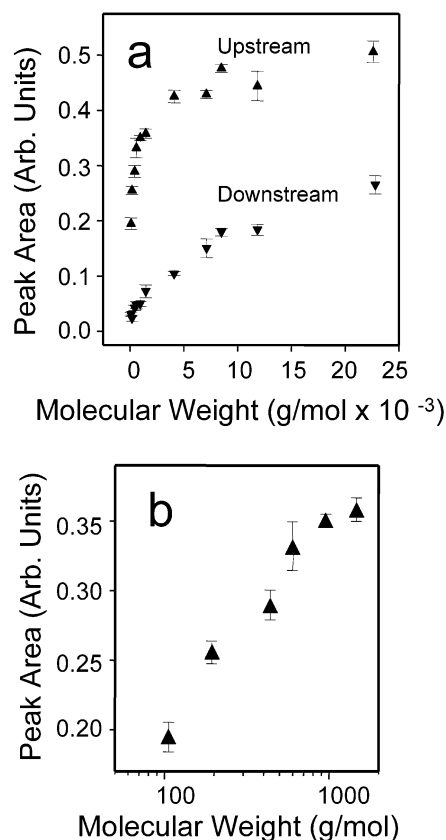 a
Upstream
Downstream
Peak Area (Arb. Units)
0.5
0.4
0.3
0.2
0.1
0.0
0 5 10 15 20 25
Molecular Weight (g/mol x 10 -3)
b
Peak Area (Arb. Units)
0.35
0.30
0.25
0.20
100 1000
Molecular Weight (g/mol)